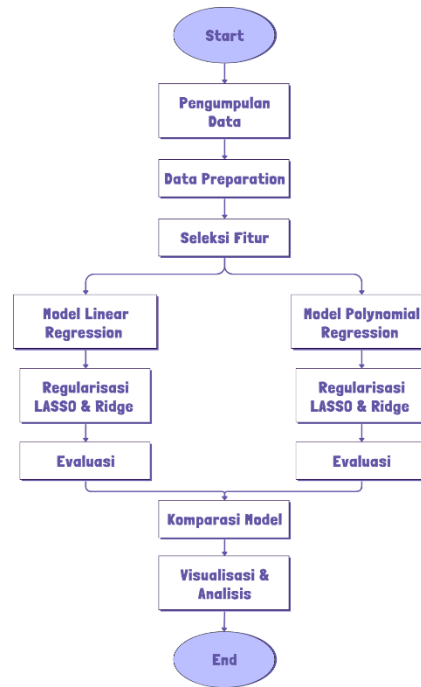 Start
Pengumpulan
Data
Data Preparation
Seleksi Fitur
Model Linear
Regression
Model Polynomial
Regression
Regularisasi
LASSO & Ridge
Regularisasi
LASSO & Ridge
Evaluasi
Evaluasi
Komparasi Model
Visualisasi &
Analisis
End